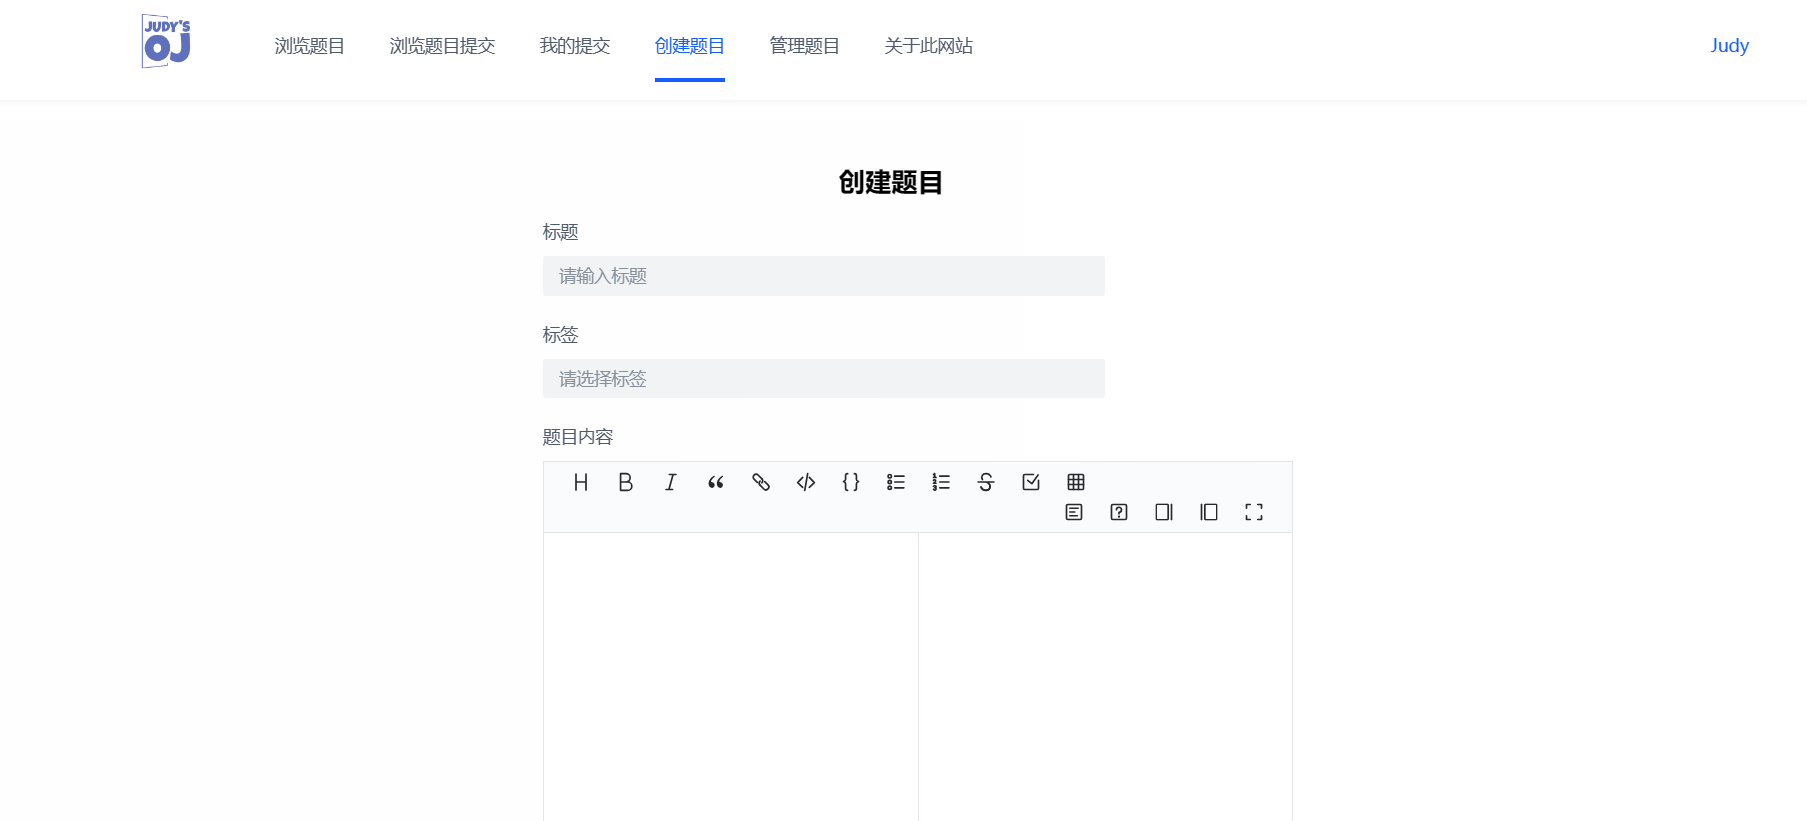 JUDY'S
OJ
浏览题目 浏览题目提交 我的提交 创建题目 管理题目 关于此网站 Judy
创建题目
标题
请输入标题
标签
请选择标签
题目内容